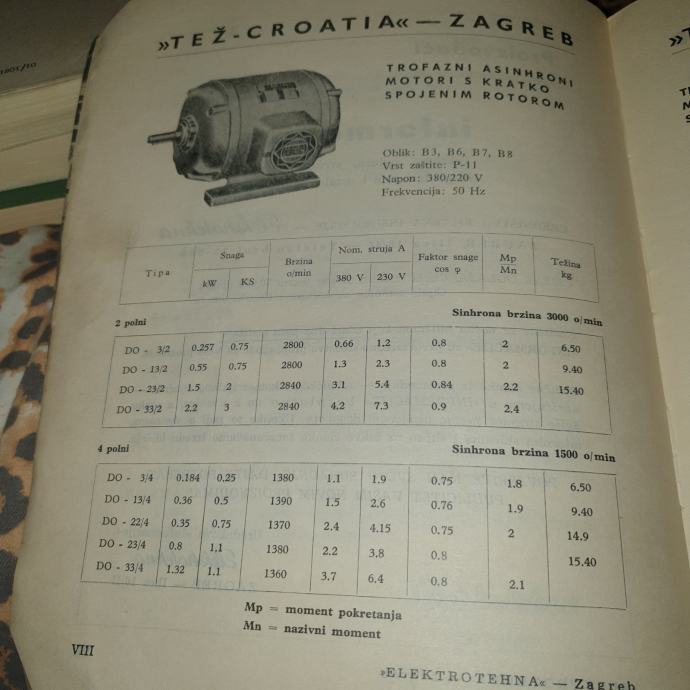 »TEŽ-CROATIA« — ZAGREB
TROFAZNI ASINHRONI
MOTORI S KRATKO
SPOJENIM ROTOROM
Oblik: B3, B6, B7, B8
Vrst zaštite: P-11
Napon: 380/220 V
Frekvencija: 50 Hz
Tipa Snaga kW KS Brzina o/min Nom. struja A 380 V 230 V Faktor snage cos φ Mp Mn Težina kg
2 polni Sinhrona brzina 3000 o/min
DO - 3/2 0.257 0.75 2800 0.66 1.2 0.8 2 6.50
DO - 13/2 0.55 0.75 2800 1.3 2.3 0.8 2 9.40
DO - 23/2 1.5 2 2840 3.1 5.4 0.84 2.2 15.40
DO - 33/2 2.2 3 2840 4.2 7.3 0.9 2.4
4 polni Sinhrona brzina 1500 o/min
DO - 3/4 0.184 0.25 1380 1.1 1.9 0.75 1.8 6.50
DO - 13/4 0.36 0.5 1390 1.5 2.6 0.76 1.9 9.40
DO - 22/4 0.35 0.75 1370 2.4 4.15 0.75 2 14.9
DO - 23/4 0.8 1.1 1380 2.2 3.8 0.8 15.40
DO - 33/4 1.32 1.1 1360 3.7 6.4 0.8 2.1
Mp = moment pokretanja
Mn = nazivni moment
VIII
»ELEKTROTEHNA« — Zagreb